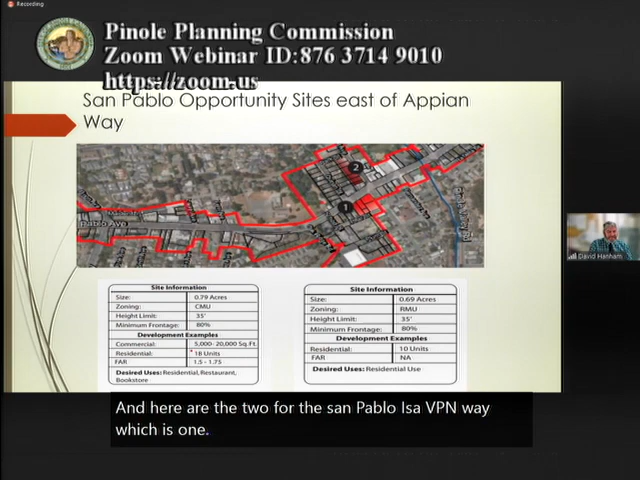 Recording
Pinole Planning Commission
Zoom Webinar ID:876 3714 9010
https://zoom.us
San Pablo Opportunity Sites east of Appian
Way
2
1
Pablo Ave
David Hanham
Site Information
Size: 0.79 Acres
Zoning: CMU
Height Limit: 35'
Minimum Frontage: 80%
Development Examples
Commercial: 5,000- 20,000 Sq.Ft.
Residential: 18 Units
FAR 1.5 - 1.75
Desired Uses: Residential, Restaurant,
Bookstore
Site Information
Size: 0.69 Acres
Zoning: RMU
Height Limit: 35'
Minimum Frontage: 80%
Development Examples
Residential: 10 Units
FAR NA
Desired Uses: Residential Use
And here are the two for the san Pablo Isa VPN way
which is one.